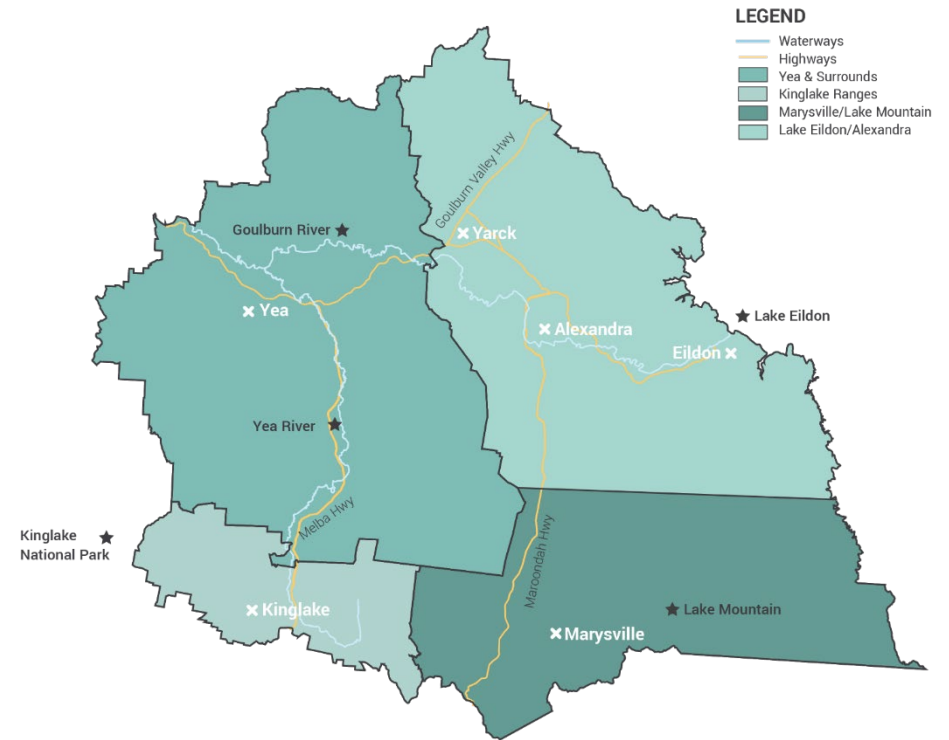 LEGEND
Waterways
Highways
Yea & Surrounds
Kinglake Ranges
Marysville/Lake Mountain
Lake Eildon/Alexandra
Goulburn Valley Hwy
Goulburn River
Yarck
Yea
Lake Eildon
Alexandra
Eildon
Yea River
Melba Hwy
Kinglake
National Park
Maroondah Hwy
Kinglake
Lake Mountain
Marysville